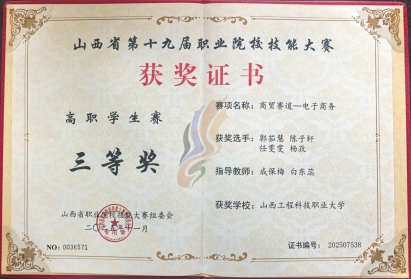 山西省第十九届职业院校技能大赛
获奖证书
高职学生赛
三等奖
山西省职业院校技能大赛组委会
二〇二五年十一月
NO：0036571
赛项名称：商贸赛道—电子商务
获奖选手：郭茹慧 陈子轩
任雯雯 杨孜
指导教师：成保梅 白东蕊
获奖学校：山西工程科技职业大学
证书编号：202507538